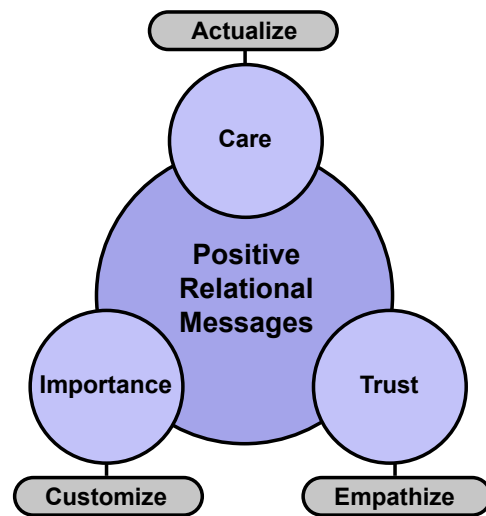 Actualize
Care
Positive
Relational
Messages
Importance
Trust
Customize
Empathize